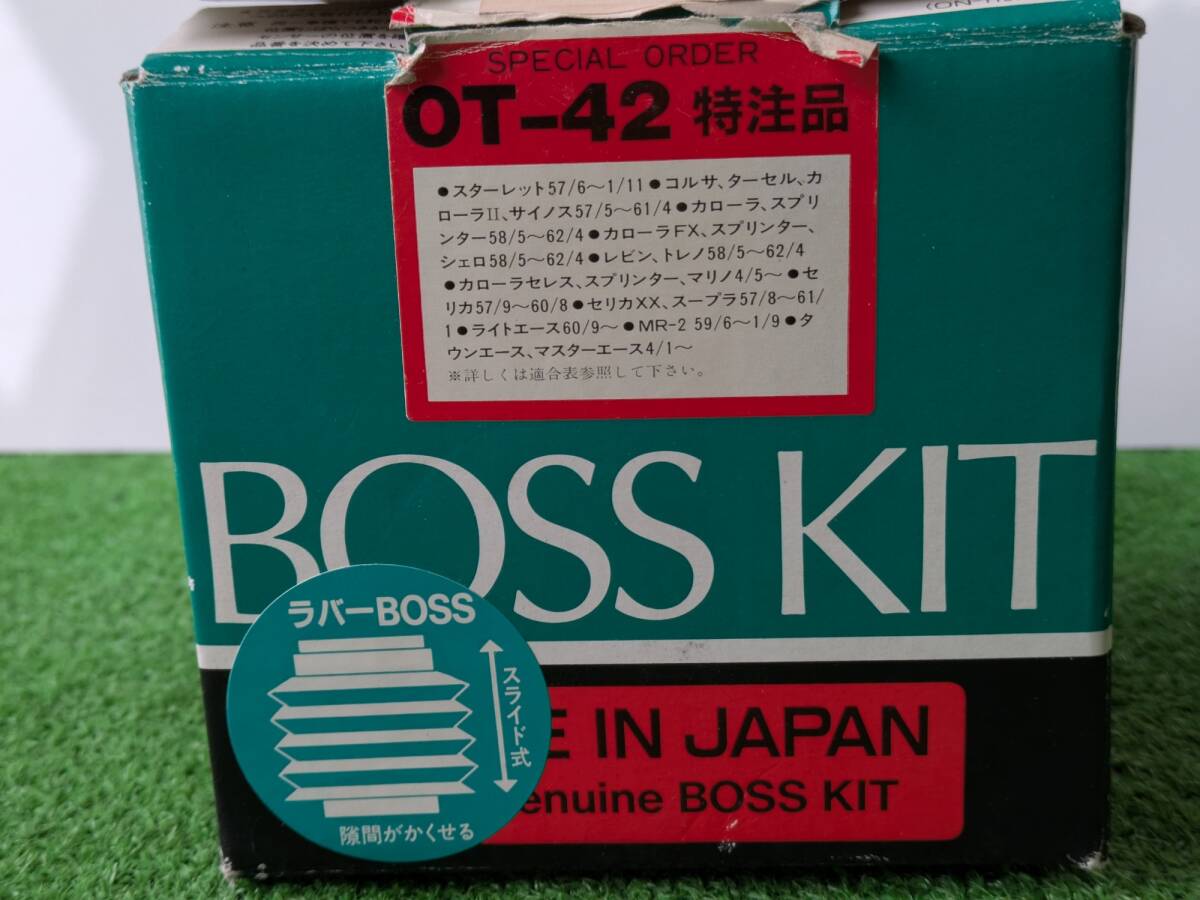 品番を決めて下さい。
SPECIAL ORDER
OT-42 特注品
●スターレット57/6〜1/11●コルサ、ターセル、カ
ローラII、サイノス57/5〜61/4●カローラ、スプリ
ンター58/5〜62/4●カローラFX、スプリンター、
シェロ58/5〜62/4●レビン、トレノ58/5〜62/4
●カローラセレス、スプリンター、マリノ4/5〜●セ
リカ57/9〜60/8●セリカXX、スープラ57/8〜61/
1●ライトエース60/9〜●MR-2 59/6〜1/9●タ
ウンエース、マスターエース4/1〜
※詳しくは適合表参照して下さい。
BOSS KIT
ラバーBOSS
スライド式
隙間がかくせる
E IN JAPAN
enuine BOSS KIT